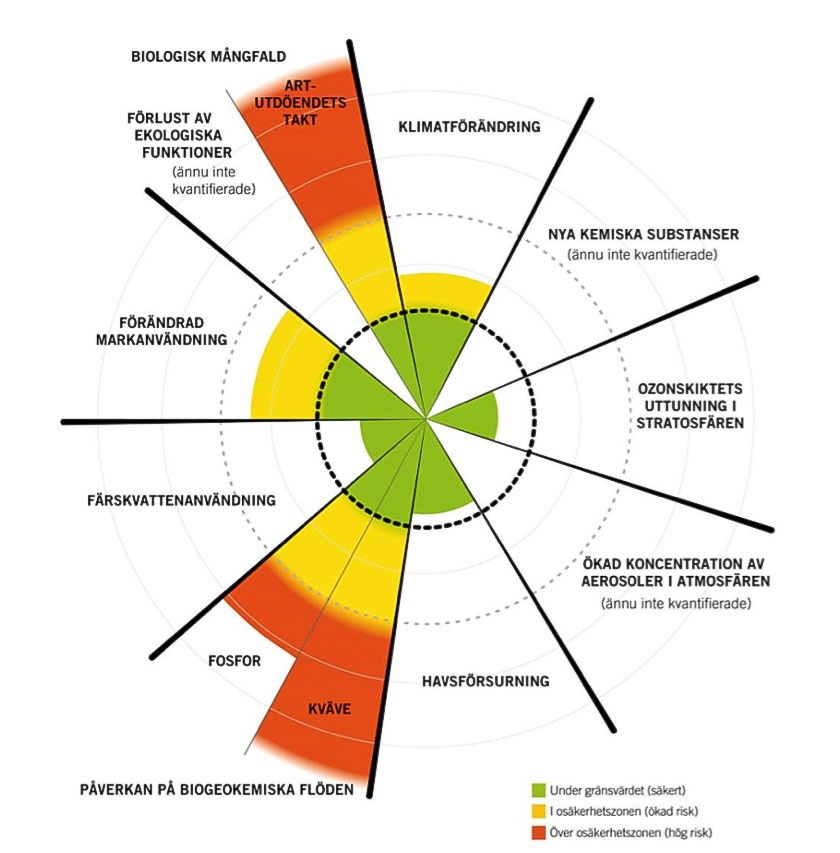 BIOLOGISK MÅNGFALD
ART-
UTDÖENDETS
TAKT
FÖRLUST AV
EKOLOGISKA
FUNKTIONER
(ännu inte
kvantifierade)
KLIMATFÖRÄNDRING
NYA KEMISKA SUBSTANSER
(ännu inte kvantifierade)
FÖRÄNDRAD
MARKANVÄNDNING
OZONSKIKTETS
UTTUNNING I
STRATOSFÄREN
FÄRSKVATTENANVÄNDNING
ÖKAD KONCENTRATION AV
AEROSOLER I ATMOSFÄREN
(ännu inte kvantifierade)
FOSFOR
KVÄVE
HAVSFÖRSURNING
PÅVERKAN PÅ BIOGEOKEMISKA FLÖDEN
Under gränsvärdet (säkert)
I osäkerhetszonen (ökad risk)
Över osäkerhetszonen (hög risk)